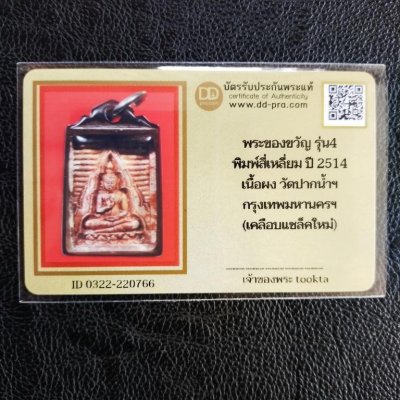 DD
บัตรรับประกันพระแท้
certificate of Authenticity
www.dd-pra.com
พระของขวัญ รุ่น4
พิมพ์สี่เหลี่ยม ปี 2514
เนื้อผง วัดปากน้ำฯ
กรุงเทพมหานครฯ
(เคลือบแชล็คใหม่)
เจ้าของพระ tookta
ID 0322-220766